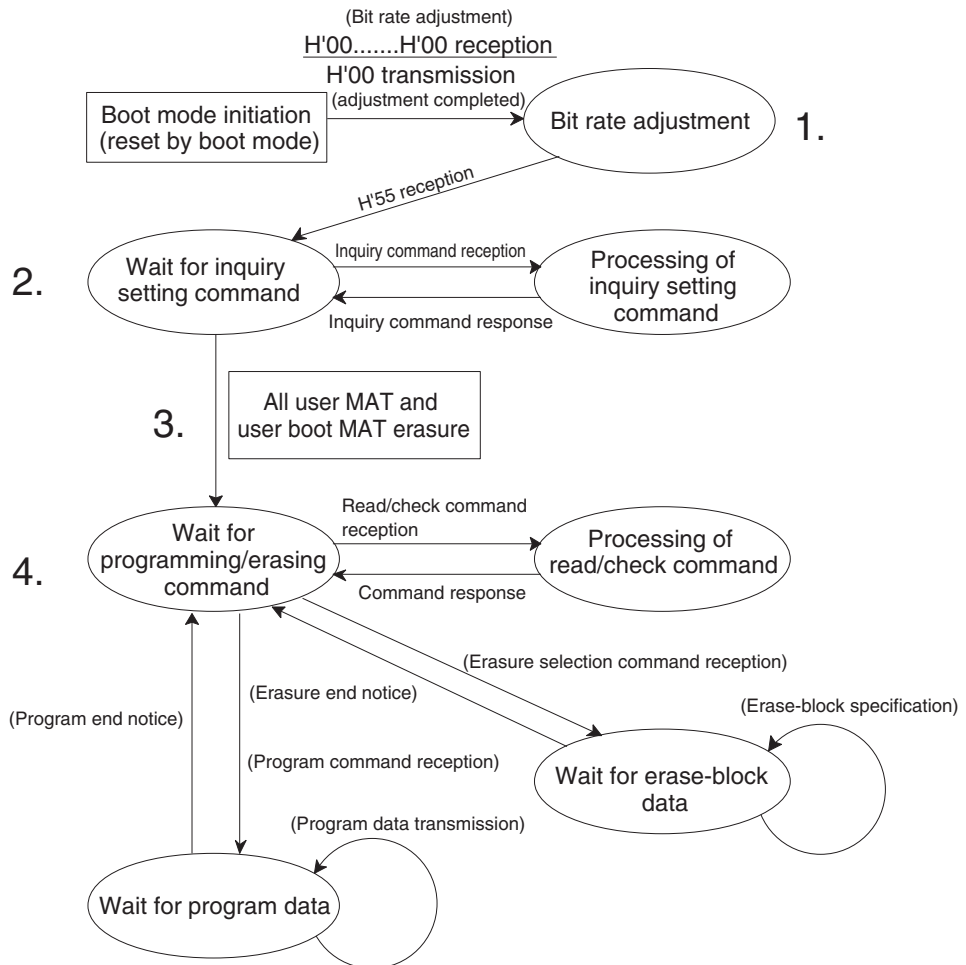 (Bit rate adjustment)
H'00.......H'00 reception
H'00 transmission
(adjustment completed)
Boot mode initiation
(reset by boot mode)
Bit rate adjustment
1.
H'55 reception
2.
Wait for inquiry
setting command
Inquiry command reception
Inquiry command response
Processing of
inquiry setting
command
3.
All user MAT and
user boot MAT erasure
4.
Wait for
programming/erasing
command
Read/check command
reception
Command response
Processing of
read/check command
(Erasure selection command reception)
(Erasure end notice)
(Program end notice)
(Program command reception)
(Erase-block specification)
Wait for erase-block
data
(Program data transmission)
Wait for program data